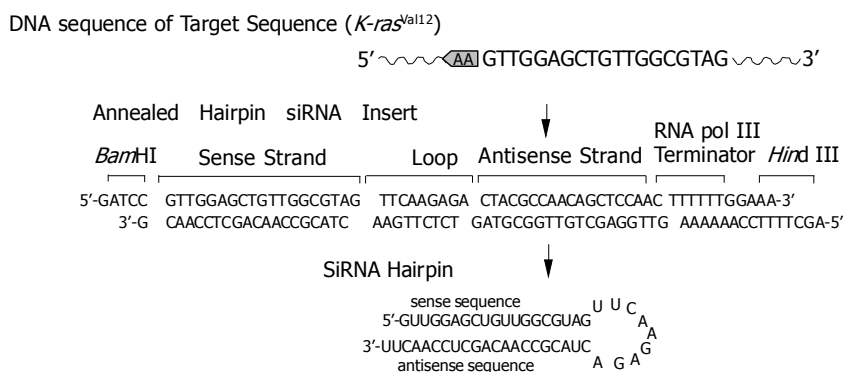 DNA sequence of Target Sequence (K-rasVal12)
5′ AA GTTGGAGCTGTTGGCGTAG 3′
Annealed Hairpin siRNA Insert
BamHI Sense Strand Loop Antisense Strand RNA pol III Terminator Hind III
5′-GATCC GTTGGAGCTGTTGGCGTAG TTCAAGAGA CTACGCCAACAGCTCCAAC TTTTTTGGAAA-3′
3′-G CAACCTCGACAACCGCATC AAGTTCTCT GATGCGGTTGTCGAGGTTG AAAAAACCTTTTCGA-5′
SiRNA Hairpin
sense sequence
5′-GUUGGAGCUGUUGGCGUAG U U C A A G A G A
3′-UUCAACCUCGACAACCGCAUC
antisense sequence